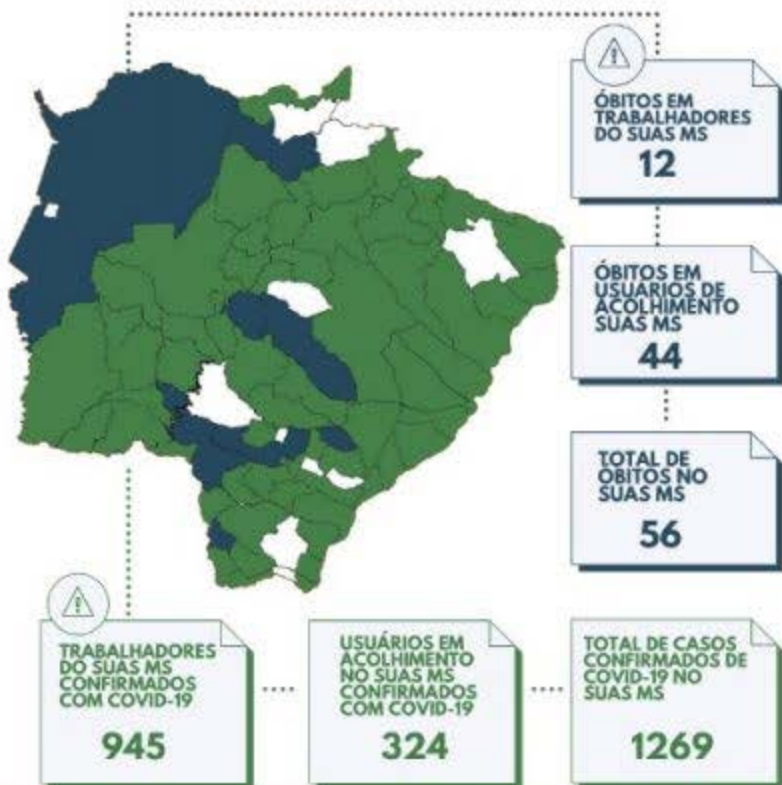 ÓBITOS EM
TRABALHADORES
DO SUAS MS
12
ÓBITOS EM
USUÁRIOS DE
ACOLHIMENTO
SUAS MS
44
TOTAL DE
ÓBITOS NO
SUAS MS
56
TRABALHADORES
DO SUAS MS
CONFIRMADOS
COM COVID-19
945
USUÁRIOS EM
ACOLHIMENTO
NO SUAS MS
CONFIRMADOS
COM COVID-19
324
TOTAL DE CASOS
CONFIRMADOS DE
COVID-19 NO
SUAS MS
1269